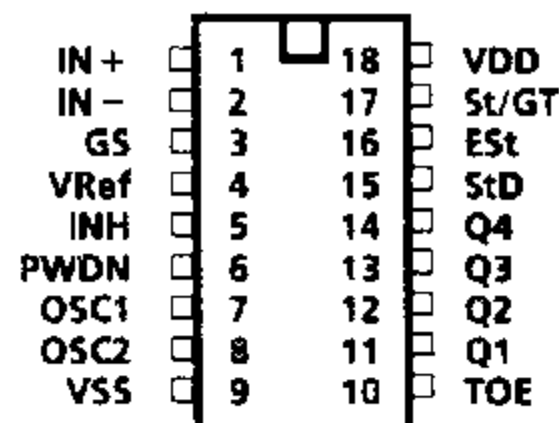 IN + 1 18 VDD
IN – 2 17 St/GT
GS 3 16 ESt
VRef 4 15 StD
INH 5 14 Q4
PWDN 6 13 Q3
OSC1 7 12 Q2
OSC2 8 11 Q1
VSS 9 10 TOE